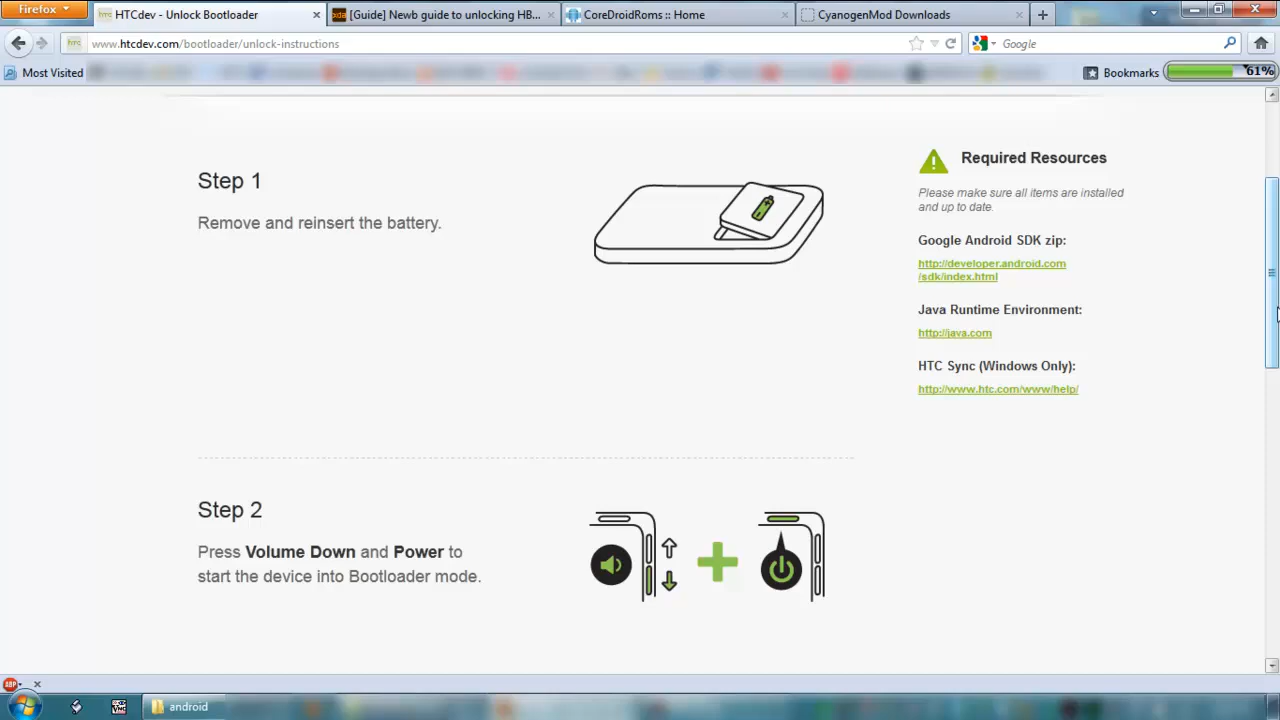 Firefox
HTCdev - Unlock Bootloader
xda
[Guide] Newb guide to unlocking HB...
CoreDroidRoms :: Home
CyanogenMod Downloads
htc
www.htcdev.com/bootloader/unlock-instructions
Google
Most Visited
Bookmarks
61%
Step 1
Remove and reinsert the battery.
Required Resources
Please make sure all items are installed
and up to date.
Google Android SDK zip:
http://developer.android.com
/sdk/index.html
Java Runtime Environment:
http://java.com
HTC Sync (Windows Only):
http://www.htc.com/www/help/
Step 2
Press Volume Down and Power to
start the device into Bootloader mode.
ABP
android